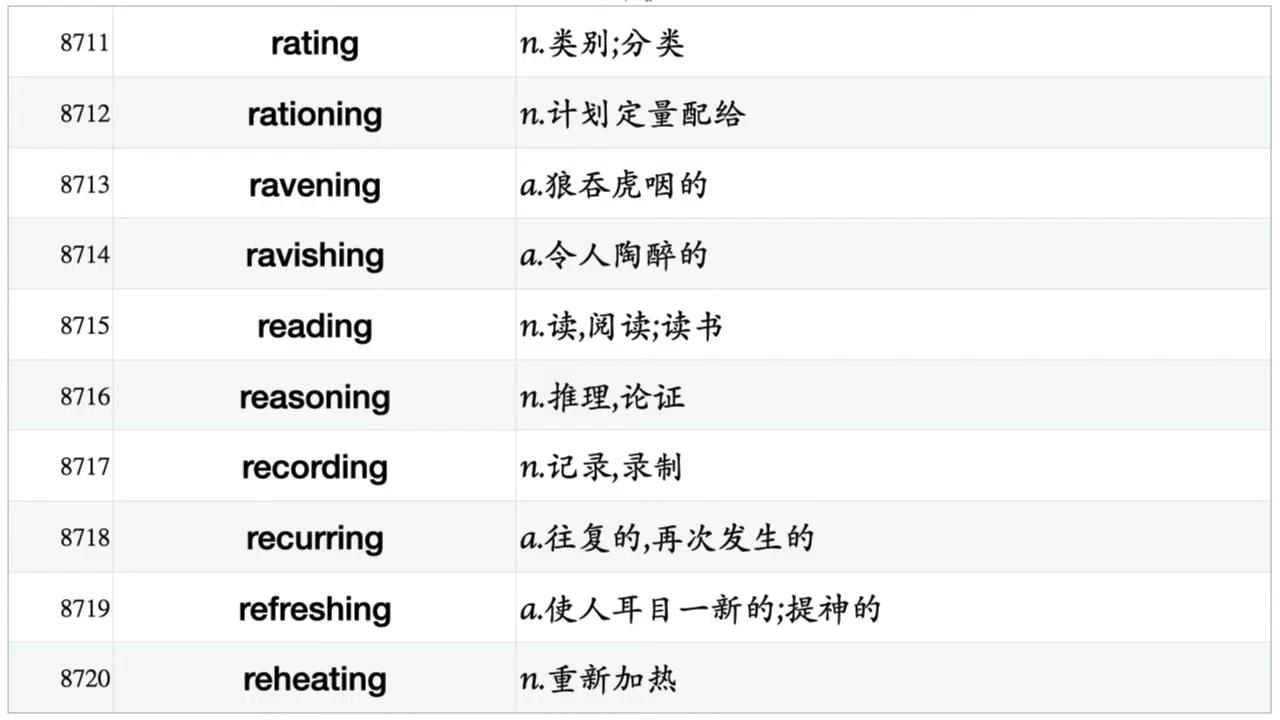 8711 rating n.类别;分类
8712 rationing n.计划定量配给
8713 ravening a.狼吞虎咽的
8714 ravishing a.令人陶醉的
8715 reading n.读,阅读;读书
8716 reasoning n.推理,论证
8717 recording n.记录,录制
8718 recurring a.往复的,再次发生的
8719 refreshing a.使人耳目一新的;提神的
8720 reheating n.重新加热